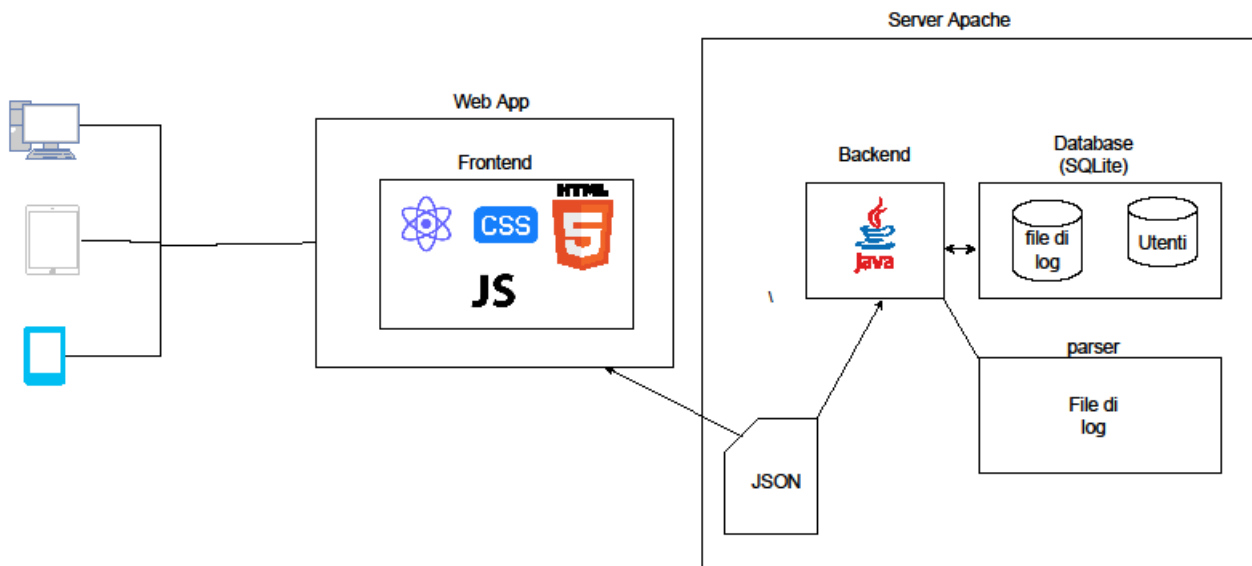 Server Apache
Web App
Frontend
CSS
HTML
5
JS
Backend
Java
Database
(SQLite)
file di
log
Utenti
\
parser
File di
log
JSON